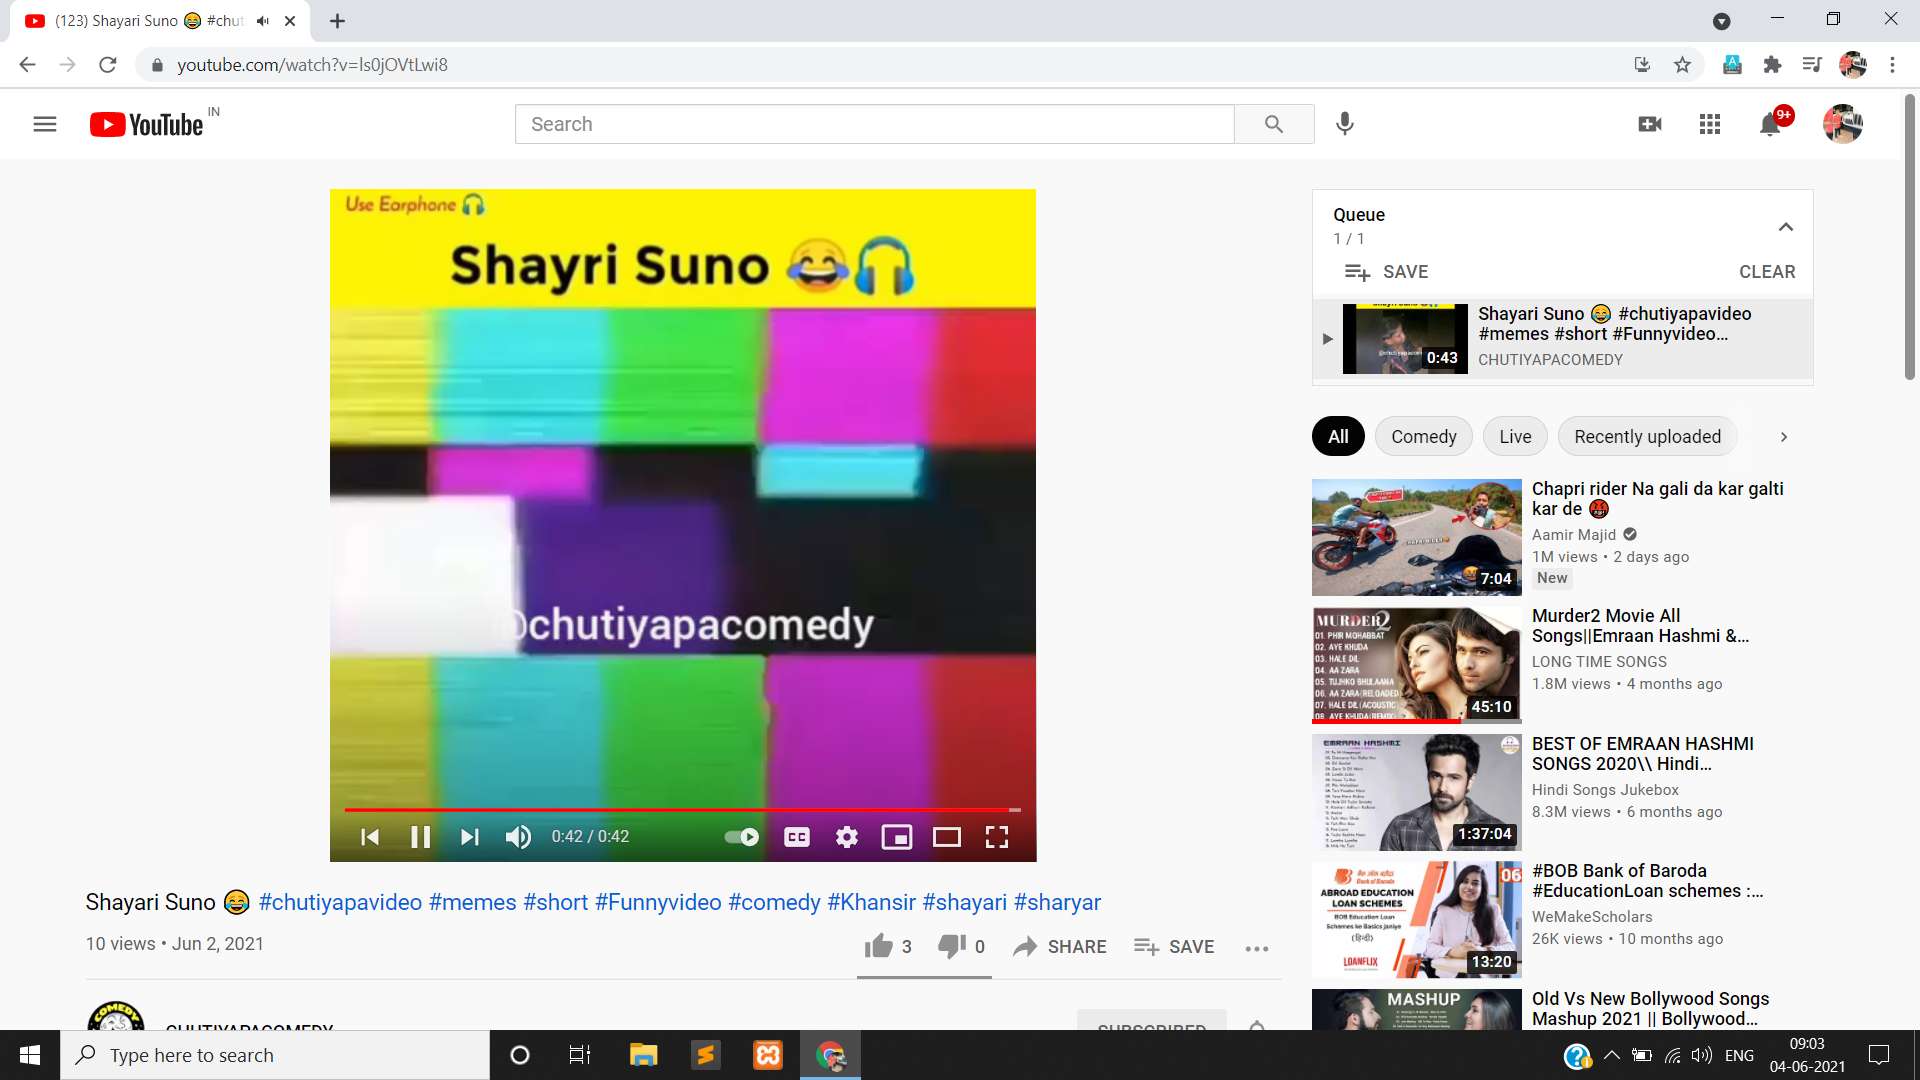 (123) Shayari Suno 😂 #chut
youtube.com/watch?v=ls0jOVtLwi8
YouTube IN
Search
9+
Use Earphone 🎧
Shayri Suno 😂🎧
@chutiyapacomedy
0:42 / 0:42
CC
Shayari Suno 😂 #chutiyapavideo #memes #short #Funnyvideo #comedy #Khansir #shayari #sharyar
10 views • Jun 2, 2021
3
0
SHARE
SAVE
COMEDY
CHUTIYAPACOMEDY
SUBSCRIBED
Queue
1 / 1
SAVE
CLEAR
0:43
Shayari Suno 😂 #chutiyapavideo
#memes #short #Funnyvideo...
CHUTIYAPACOMEDY
All
Comedy
Live
Recently uploaded
7:04
Chapri rider Na gali da kar galti
kar de 🤬
Aamir Majid
1M views • 2 days ago
New
MURDER2
01. PHIR MOHABBAT
02. AYE KHUDA
03. HALE DIL
04. AA ZARA
05. TUJHKO BHULAANA
06. AA ZARA(RELOADED
07. HALE DIL(ACOUSTIC)
08. AYE KHUDA(REMIX)
45:10
Murder2 Movie All
Songs||Emraan Hashmi &...
LONG TIME SONGS
1.8M views • 4 months ago
EMRAAN HASHMI
1:37:04
BEST OF EMRAAN HASHMI
SONGS 2020\\ Hindi...
Hindi Songs Jukebox
8.3M views • 6 months ago
Bank of Baroda
06
ABROAD EDUCATION
LOAN SCHEMES
BOB Education Loan
Schemes ke Basics janiye
(हिन्दी)
LOANFLIX
13:20
#BOB Bank of Baroda
#EducationLoan schemes :...
WeMakeScholars
26K views • 10 months ago
MASHUP
Old Vs New Bollywood Songs
Mashup 2021 || Bollywood...
Type here to search
ENG
09:03
04-06-2021